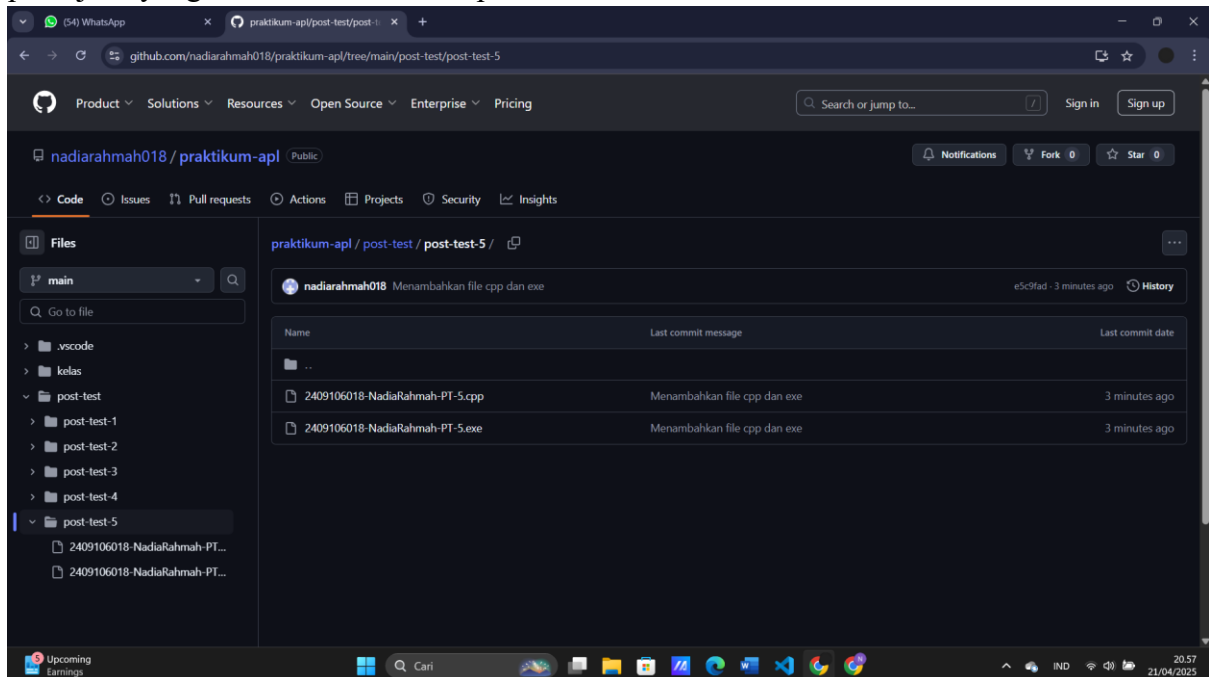 (54) WhatsApp
praktikum-apl/post-test/post-t
github.com/nadiarahmah018/praktikum-apl/tree/main/post-test/post-test-5
Product Solutions Resources Open Source Enterprise Pricing
Search or jump to...
/
Sign in
Sign up
nadiarahmah018 / praktikum-apl Public
Notifications
Fork 0
Star 0
Code Issues Pull requests Actions Projects Security Insights
Files
praktikum-apl / post-test / post-test-5 /
main
nadiarahmah018 Menambahkan file cpp dan exe
e5c9fad · 3 minutes ago History
Go to file
Name Last commit message Last commit date
.vscode
..
kelas
2409106018-NadiaRahmah-PT-5.cpp Menambahkan file cpp dan exe 3 minutes ago
post-test
post-test-1
2409106018-NadiaRahmah-PT-5.exe Menambahkan file cpp dan exe 3 minutes ago
post-test-2
post-test-3
post-test-4
post-test-5
2409106018-NadiaRahmah-PT...
2409106018-NadiaRahmah-PT...
5
Upcoming
Earnings
Cari
IND
20.57
21/04/2025